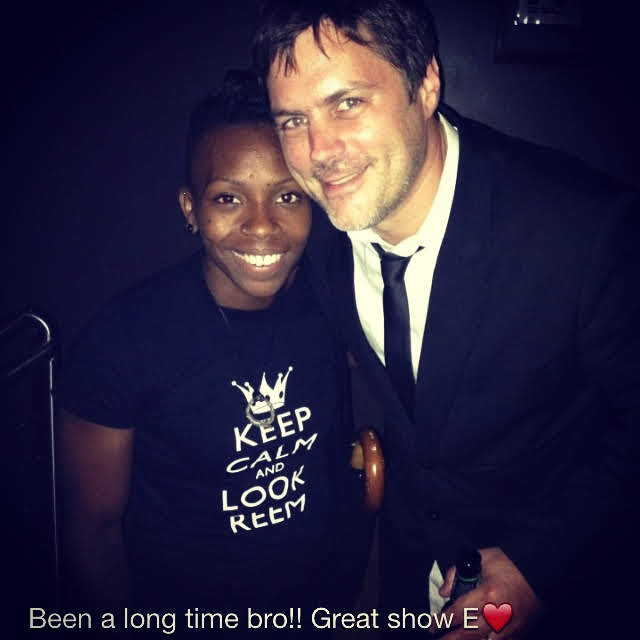 KEEP
CALM
AND
LOOK
REEM
Been a long time bro!! Great show E❤️